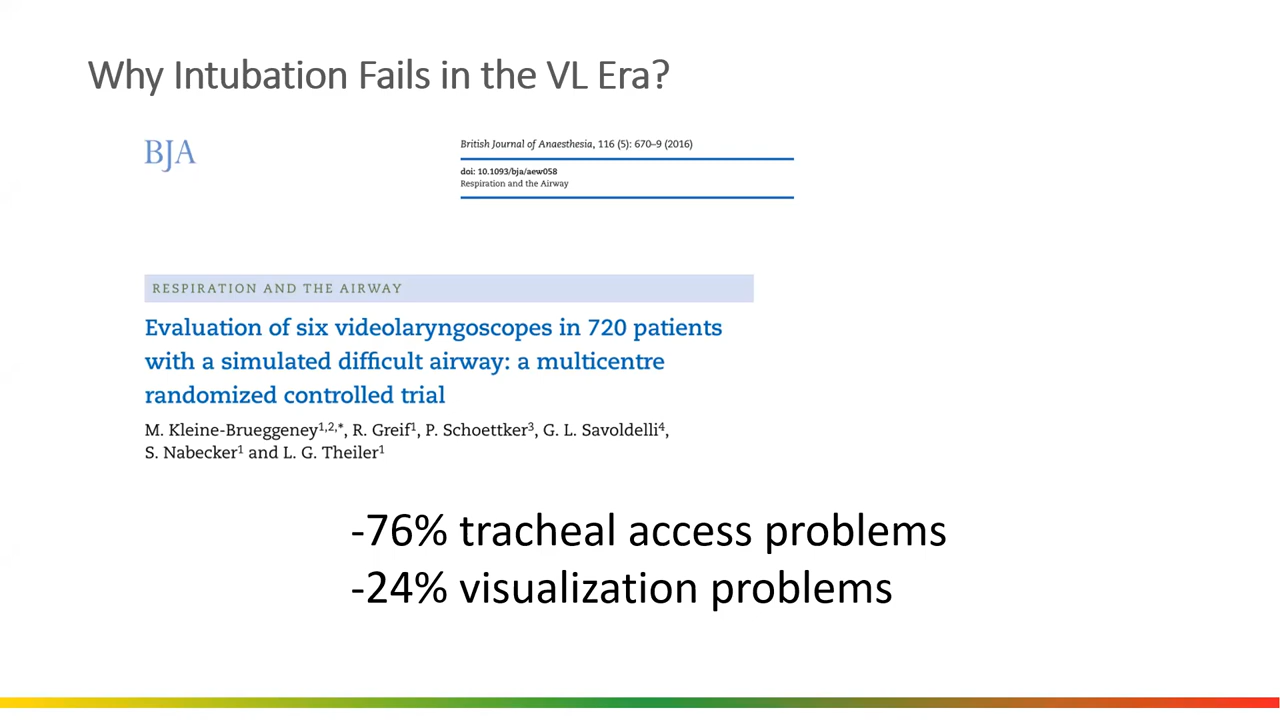 Why Intubation Fails in the VL Era?
BJA
British Journal of Anaesthesia, 116 (5): 670–9 (2016)
doi: 10.1093/bja/aew058
Respiration and the Airway
RESPIRATION AND THE AIRWAY
Evaluation of six videolaryngoscopes in 720 patients
with a simulated difficult airway: a multicentre
randomized controlled trial
M. Kleine-Brueggeney1,2,*, R. Greif1, P. Schoettker3, G. L. Savoldelli4,
S. Nabecker1 and L. G. Theiler1
-76% tracheal access problems
-24% visualization problems